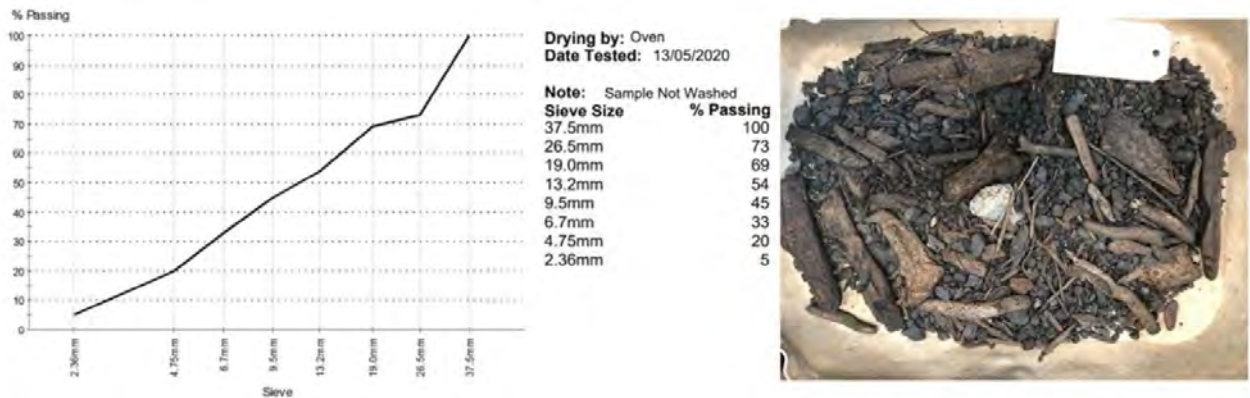 % Passing
100
90
80
70
60
50
40
30
20
10
0
2.36mm
4.75mm
6.7mm
9.5mm
13.2mm
19.0mm
26.5mm
37.5mm
Sieve
Drying by: Oven
Date Tested: 13/05/2020
Note: Sample Not Washed
Sieve Size % Passing
37.5mm 100
26.5mm 73
19.0mm 69
13.2mm 54
9.5mm 45
6.7mm 33
4.75mm 20
2.36mm 5